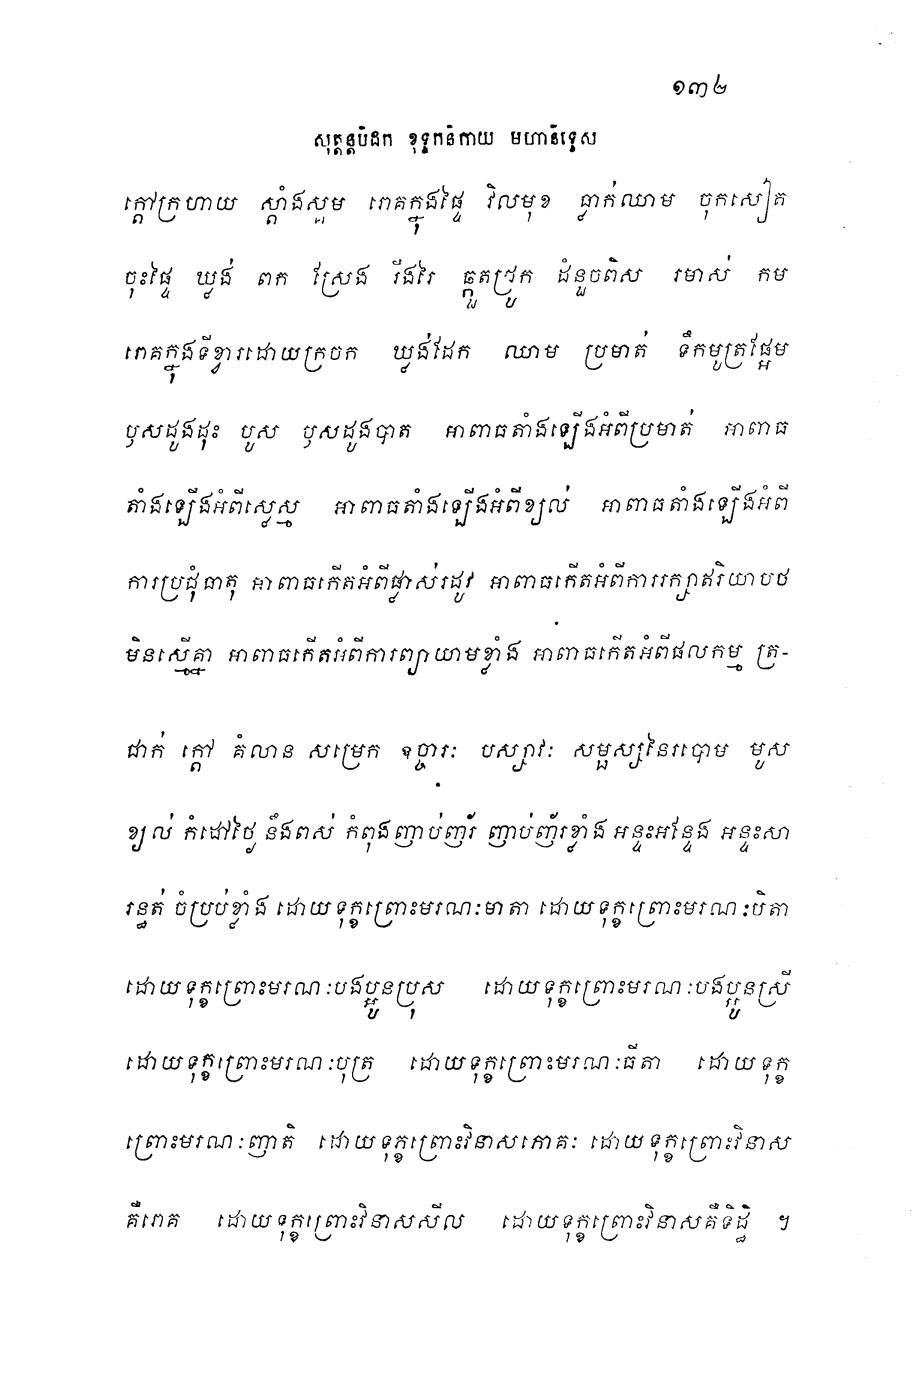 ១៣២
សុត្តន្តបិដក ខុទ្ទកនិកាយ មហានិទ្ទេស
ក្តៅក្រហាយ ស្គាំងស្គម រោគក្នុងផ្ទៃ វិលមុខ ធ្លាក់ឈាម ចុកសៀត
ចុះផ្ទៃ ឃ្លង់ ពក ស្រែង រីងរៃ ឆ្កួតជ្រូក ដំនួចពិស រមាស់ កម
រោគក្នុងទីខ្វារដោយក្រចក ឃ្លង់ដែក ឈាម ប្រមាត់ ទឹកមូត្រផ្អែម
ឫសដូងដុះ បូស ឫសដូងបាត អាពាធតាំងឡើងអំពីប្រមាត់ អាពាធ
តាំងឡើងអំពីស្លេស្ម អាពាធតាំងឡើងអំពីខ្យល់ អាពាធតាំងឡើងអំពី
ការប្រជុំធាតុ អាពាធកើតអំពីផ្លាស់រដូវ អាពាធកើតអំពីការរក្សាឥរិយាបថ
មិនស្មើគ្នា អាពាធកើតអំពីការព្យាយាមខ្លាំង អាពាធកើតអំពីផលកម្ម ត្រ-
ជាក់ ក្តៅ គំលាន សម្រេក ឧច្ចារៈ បស្សាវៈ សម្ផស្សនៃរបោម មូស
ខ្យល់ កំដៅថ្ងៃ នឹងពស់ កំពុងញាប់ញ័រ ញាប់ញ័រខ្លាំង អន្ទះអន្ទែង អន្ទះសា
រន្ធត់ ចំប្រប់ខ្លាំង ដោយទុក្ខព្រោះមរណៈមាតា ដោយទុក្ខព្រោះមរណៈបិតា
ដោយទុក្ខព្រោះមរណៈបងប្អូនប្រុស ដោយទុក្ខព្រោះមរណៈបងប្អូនស្រី
ដោយទុក្ខព្រោះមរណៈបុត្រ ដោយទុក្ខព្រោះមរណៈធីតា ដោយទុក្ខ
ព្រោះមរណៈញាតិ ដោយទុក្ខព្រោះវិនាសភោគៈ ដោយទុក្ខព្រោះវិនាស
គឺរោគ ដោយទុក្ខព្រោះវិនាសសីល ដោយទុក្ខព្រោះវិនាសគឺទិដ្ឋិ ។